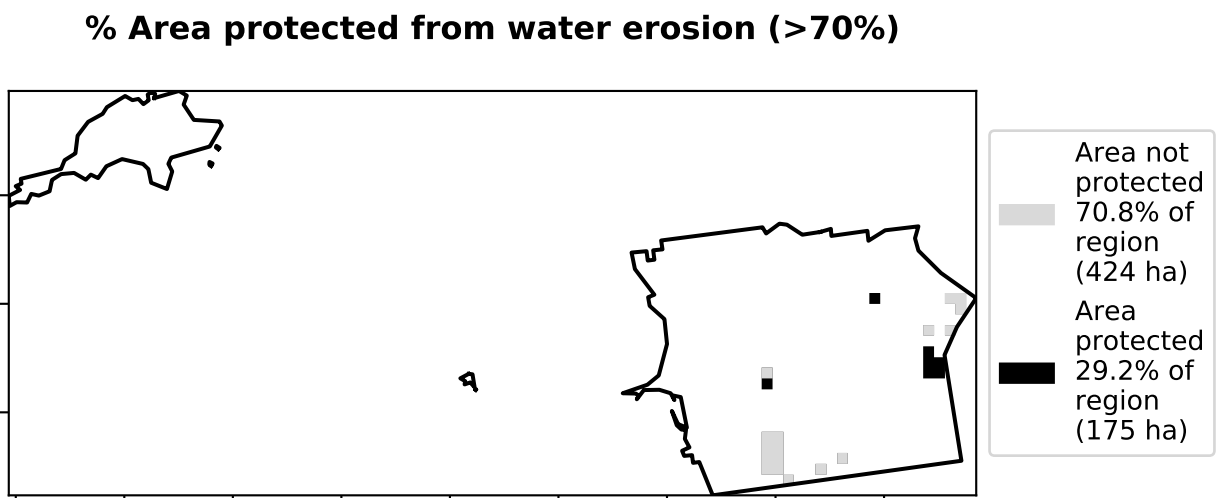 % Area protected from water erosion (>70%)
Area not
protected
70.8% of
region
(424 ha)
Area
protected
29.2% of
region
(175 ha)